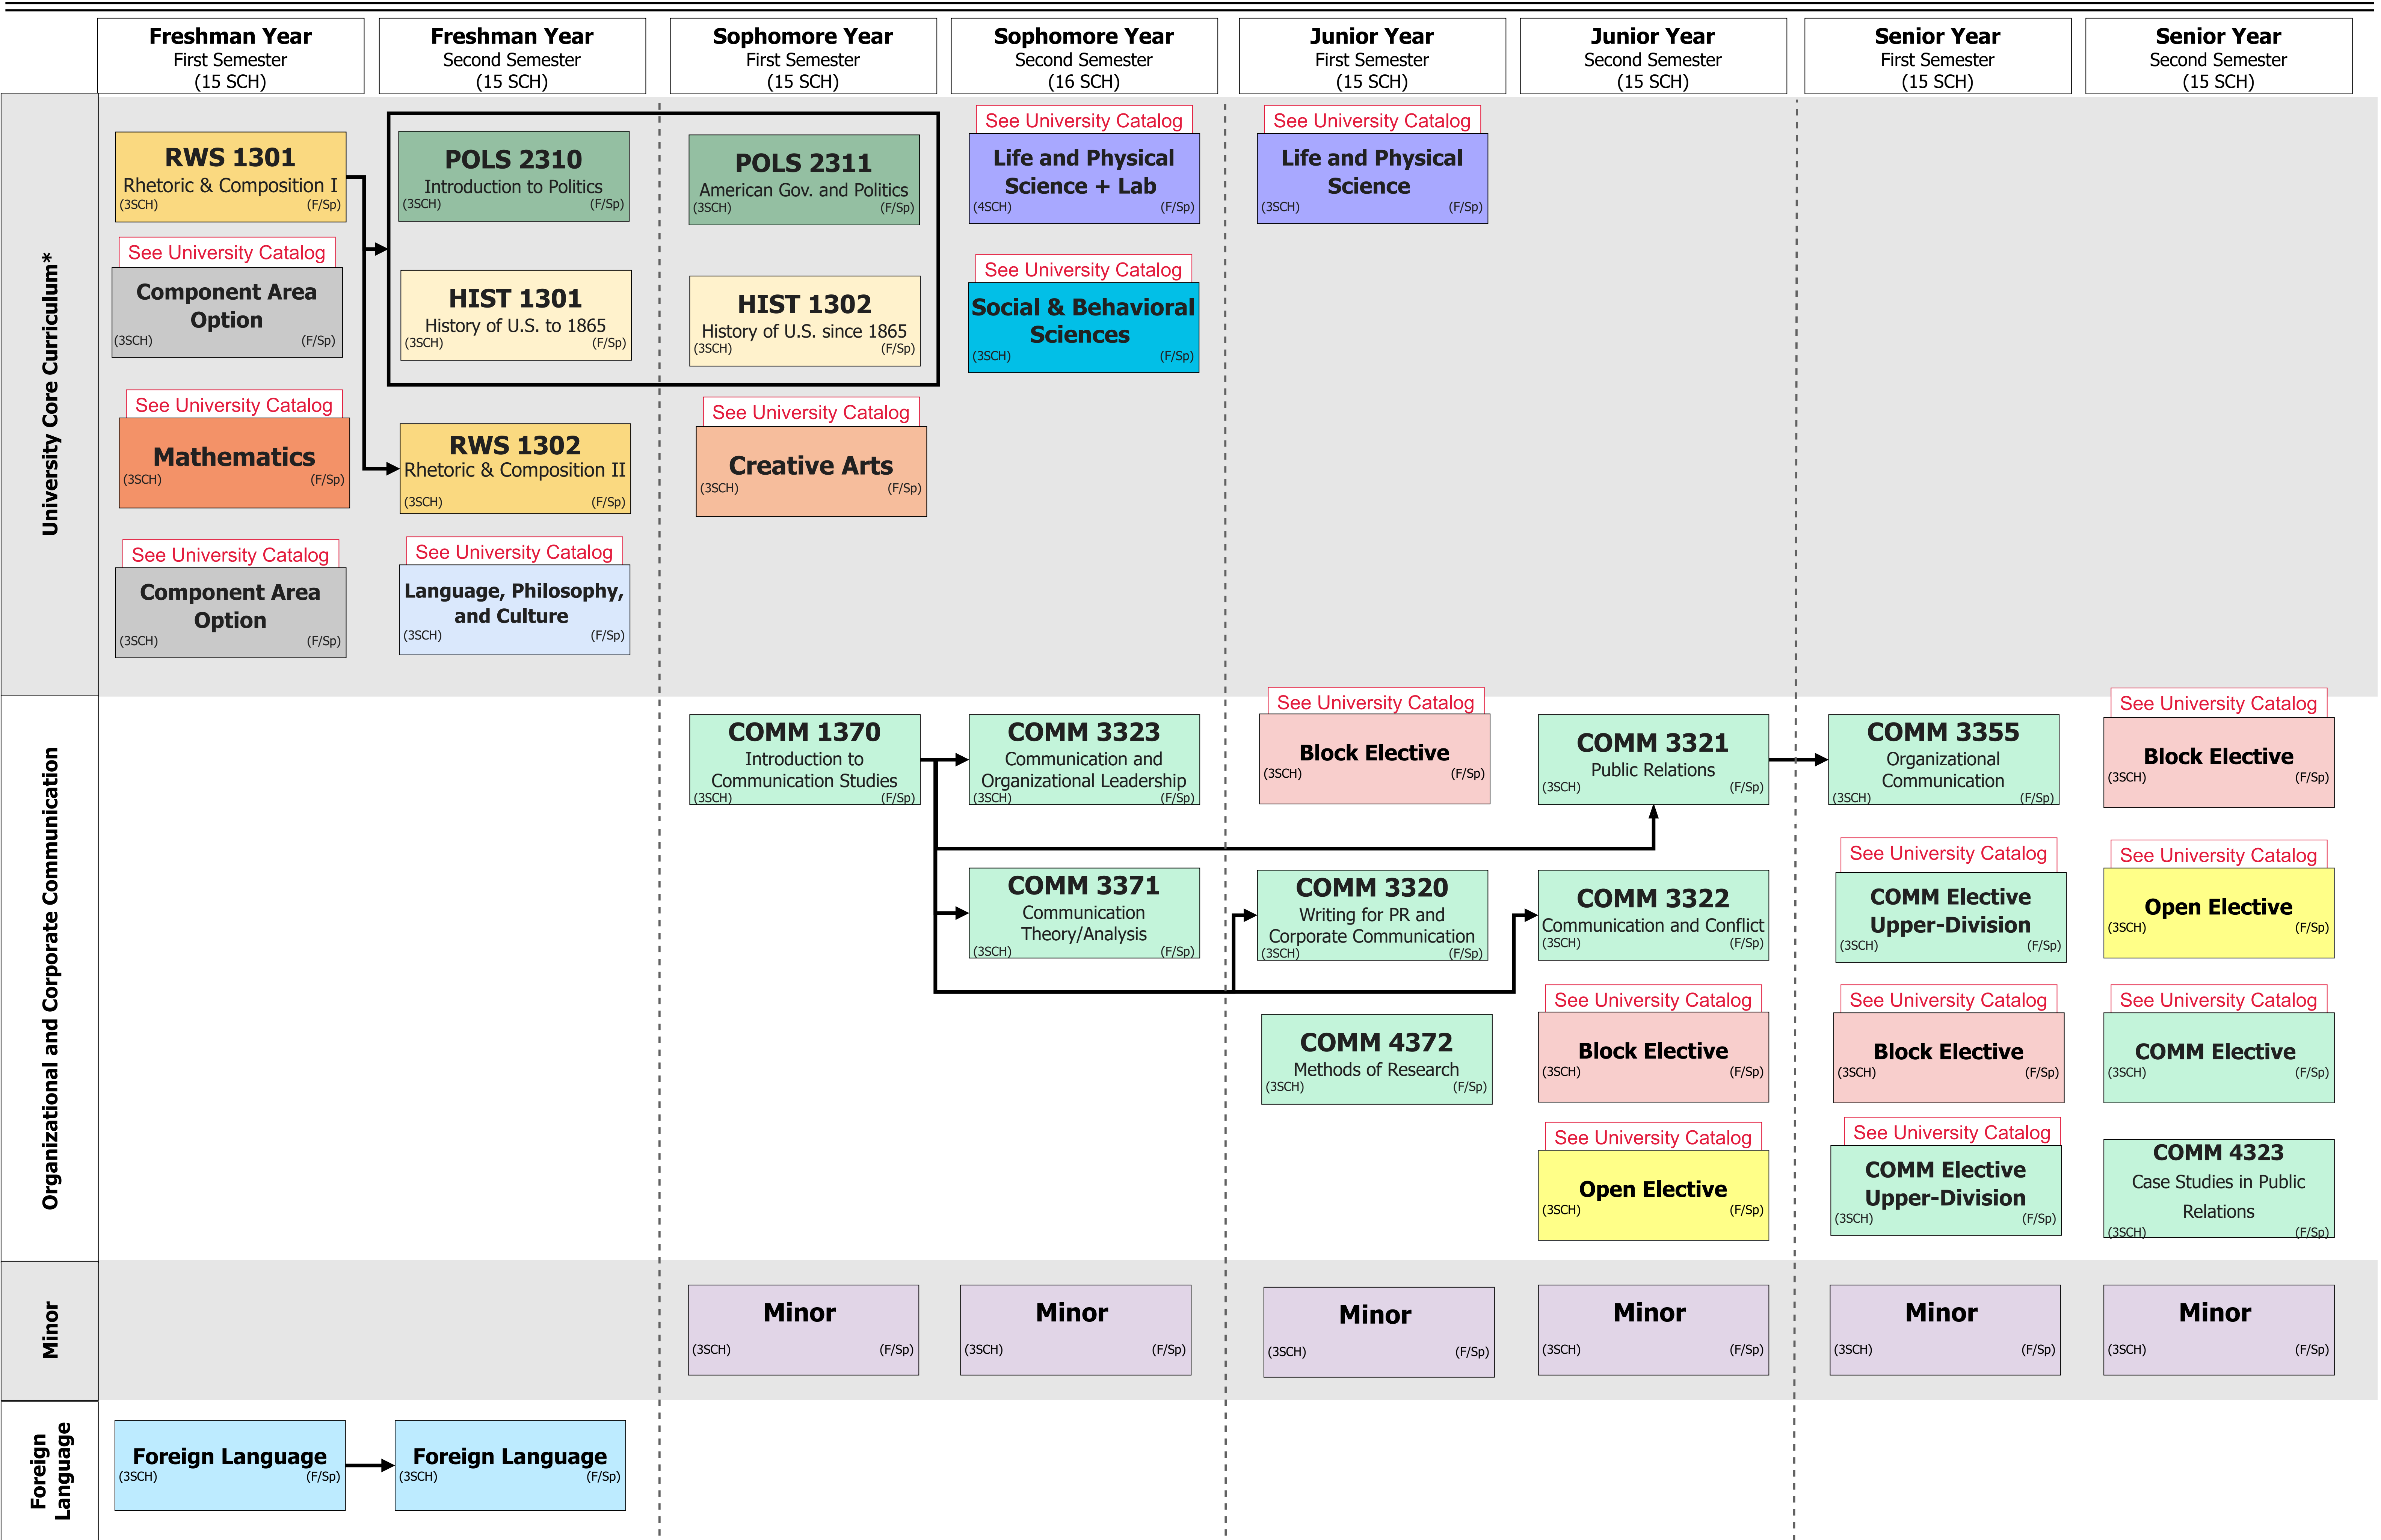 Freshman Year
First Semester
(15 SCH)
Freshman Year
Second Semester
(15 SCH)
Sophomore Year
First Semester
(15 SCH)
Sophomore Year
Second Semester
(16 SCH)
Junior Year
First Semester
(15 SCH)
Junior Year
Second Semester
(15 SCH)
Senior Year
First Semester
(15 SCH)
Senior Year
Second Semester
(15 SCH)
University Core Curriculum*
RWS 1301
Rhetoric & Composition I
(3SCH) (F/Sp)
See University Catalog
Component Area
Option
(3SCH) (F/Sp)
See University Catalog
Mathematics
(3SCH) (F/Sp)
See University Catalog
Component Area
Option
(3SCH) (F/Sp)
POLS 2310
Introduction to Politics
(3SCH) (F/Sp)
HIST 1301
History of U.S. to 1865
(3SCH) (F/Sp)
RWS 1302
Rhetoric & Composition II
(3SCH) (F/Sp)
See University Catalog
Language, Philosophy,
and Culture
(3SCH) (F/Sp)
POLS 2311
American Gov. and Politics
(3SCH) (F/Sp)
HIST 1302
History of U.S. since 1865
(3SCH) (F/Sp)
See University Catalog
Creative Arts
(3SCH) (F/Sp)
See University Catalog
Life and Physical
Science + Lab
(4SCH) (F/Sp)
See University Catalog
Social & Behavioral
Sciences
(3SCH) (F/Sp)
See University Catalog
Life and Physical
Science
(3SCH) (F/Sp)
Organizational and Corporate Communication
COMM 1370
Introduction to
Communication Studies
(3SCH) (F/Sp)
COMM 3323
Communication and
Organizational Leadership
(3SCH) (F/Sp)
COMM 3371
Communication
Theory/Analysis
(3SCH) (F/Sp)
See University Catalog
Block Elective
(3SCH) (F/Sp)
COMM 3320
Writing for PR and
Corporate Communication
(3SCH) (F/Sp)
COMM 4372
Methods of Research
(3SCH) (F/Sp)
COMM 3321
Public Relations
(3SCH) (F/Sp)
COMM 3322
Communication and Conflict
(3SCH) (F/Sp)
See University Catalog
Block Elective
(3SCH) (F/Sp)
See University Catalog
Open Elective
(3SCH) (F/Sp)
COMM 3355
Organizational
Communication
(3SCH) (F/Sp)
See University Catalog
COMM Elective
Upper-Division
(3SCH) (F/Sp)
See University Catalog
Block Elective
(3SCH) (F/Sp)
See University Catalog
COMM Elective
Upper-Division
(3SCH) (F/Sp)
See University Catalog
Block Elective
(3SCH) (F/Sp)
See University Catalog
Open Elective
(3SCH) (F/Sp)
See University Catalog
COMM Elective
(3SCH) (F/Sp)
COMM 4323
Case Studies in Public
Relations
(3SCH) (F/Sp)
Minor
Minor
(3SCH) (F/Sp)
Minor
(3SCH) (F/Sp)
Minor
(3SCH) (F/Sp)
Minor
(3SCH) (F/Sp)
Minor
(3SCH) (F/Sp)
Minor
(3SCH) (F/Sp)
Foreign
Language
Foreign Language
(3SCH) (F/Sp)
Foreign Language
(3SCH) (F/Sp)